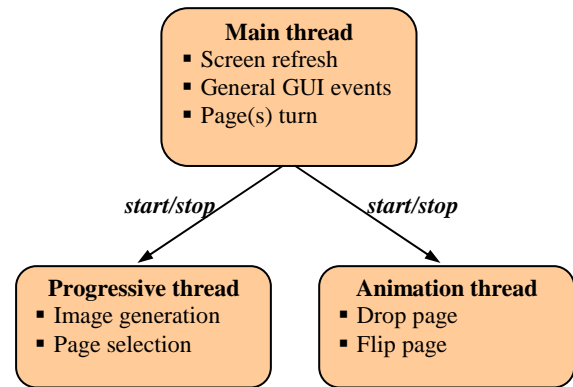 Main thread
▪ Screen refresh
▪ General GUI events
▪ Page(s) turn
start/stop
start/stop
Progressive thread
▪ Image generation
▪ Page selection
Animation thread
▪ Drop page
▪ Flip page